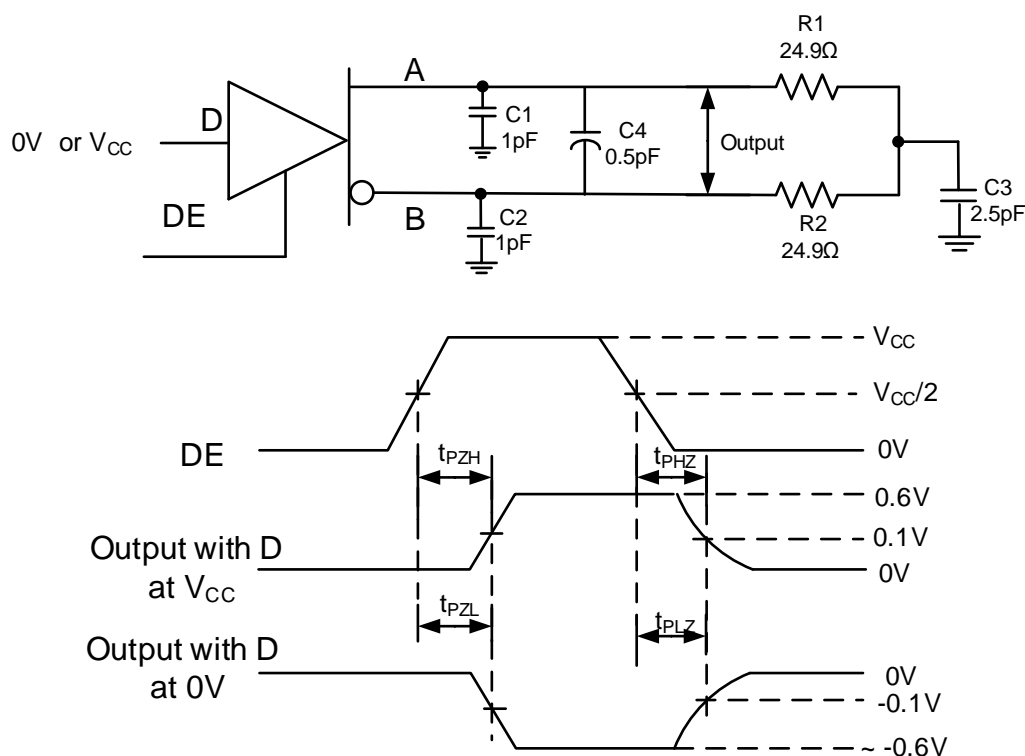 R1
24.9Ω
A
D
C1
1pF
C4
0.5pF
Output
0V or VCC
DE
B
C2
1pF
R2
24.9Ω
C3
2.5pF
VCC
VCC/2
DE
0V
tPZH
tPHZ
0.6V
Output with D
at VCC
0.1V
0V
tPZL
tPLZ
Output with D
at 0V
0V
-0.1V
~ -0.6V